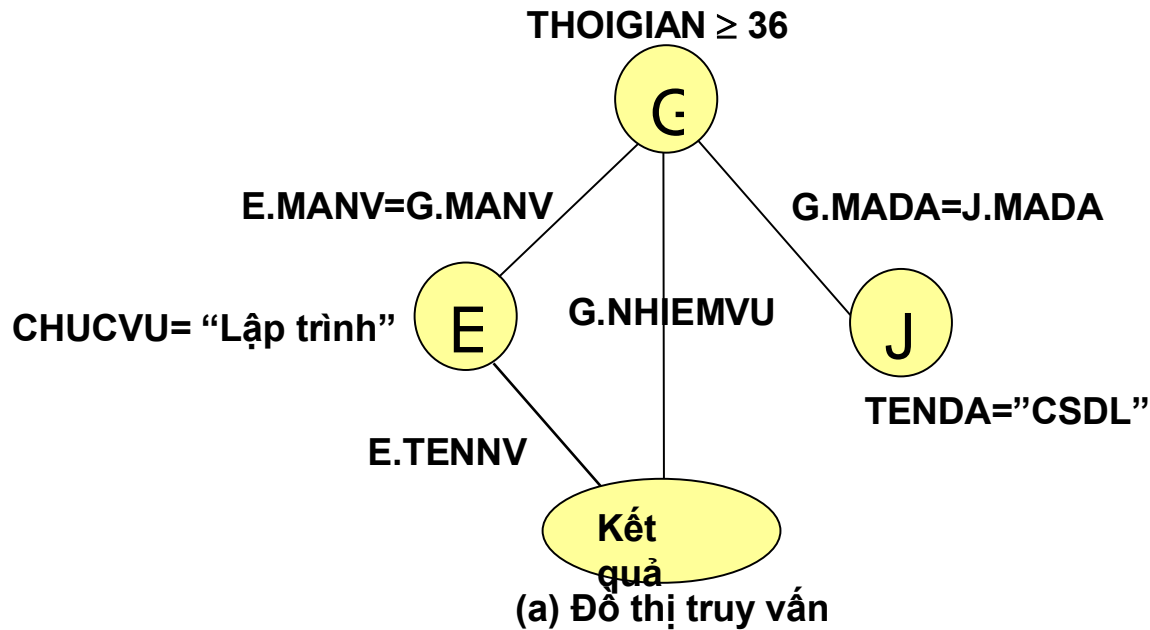 THOIGIAN ≥ 36
G
E.MANV=G.MANV
G.MADA=J.MADA
CHUCVU= “Lập trình”
E
G.NHIEMVU
J
TENDA=”CSDL”
E.TENNV
Kết
quả
(a) Đồ thị truy vấn